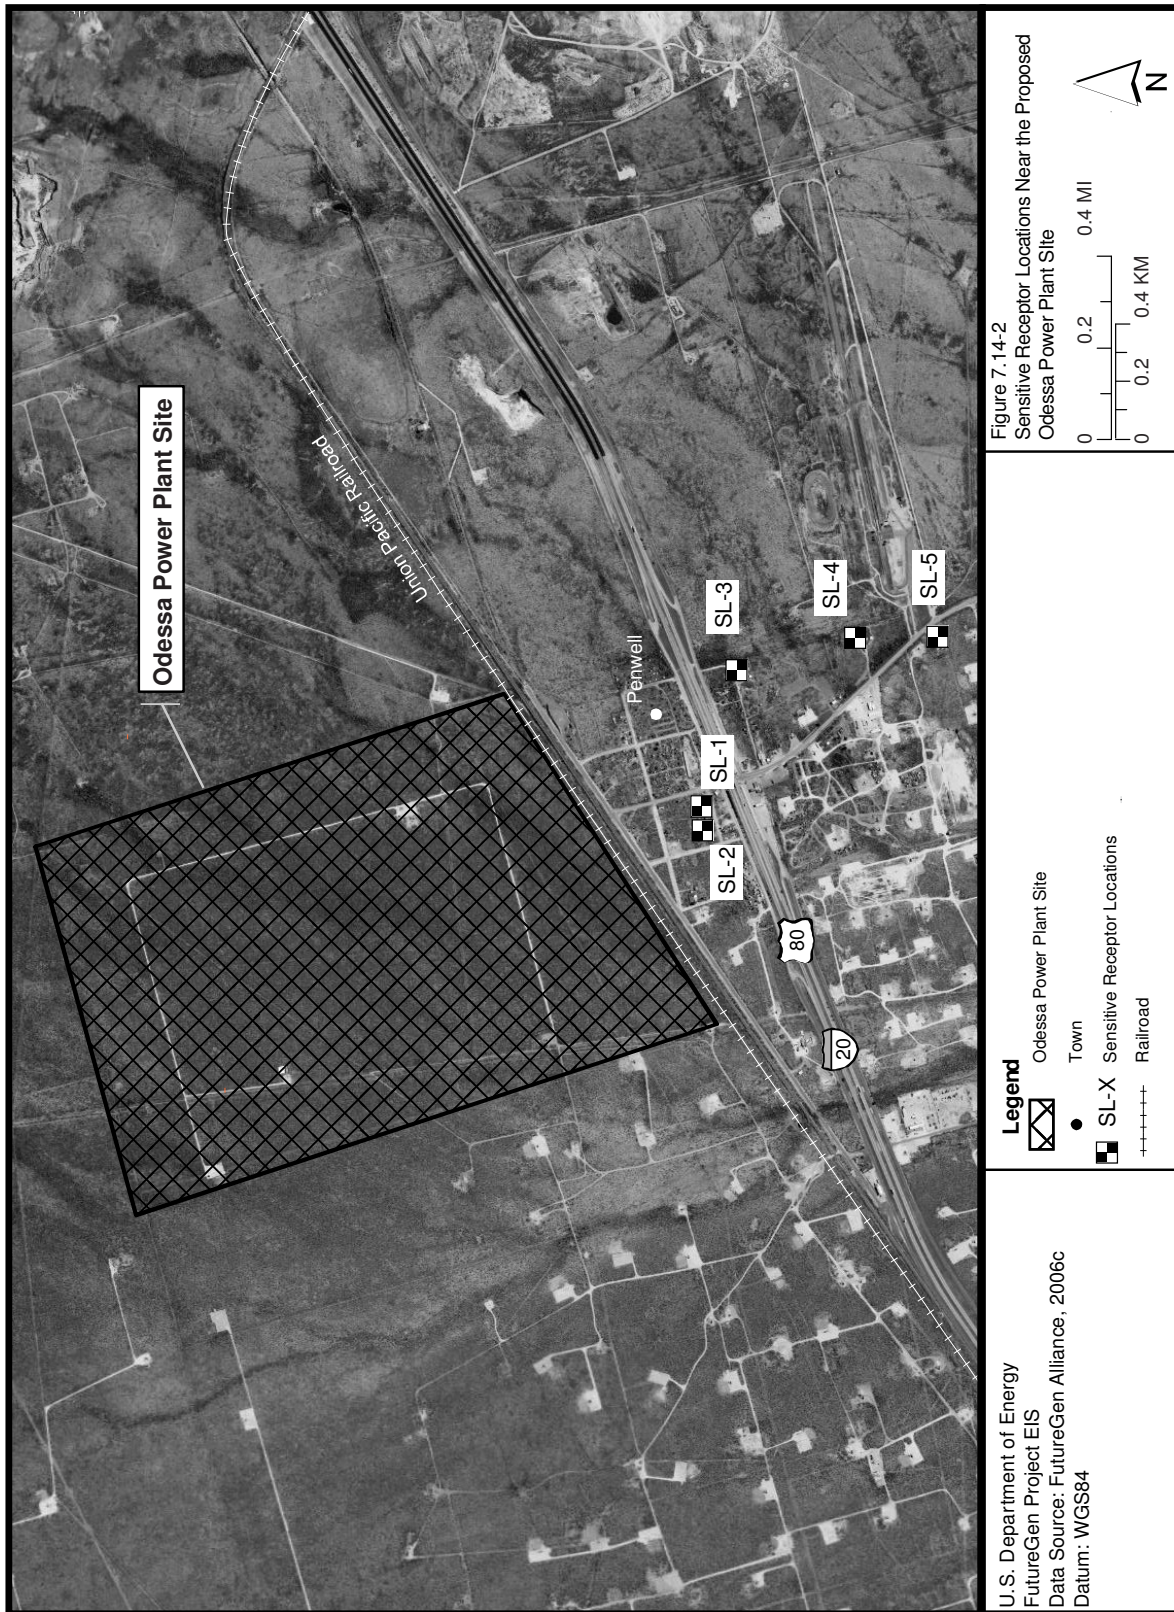 Odessa Power Plant Site
Union Pacific Railroad
Penwell
SL-3
SL-4
SL-5
SL-1
SL-2
80
20
U.S. Department of Energy
FutureGen Project EIS
Data Source: FutureGen Alliance, 2006c
Datum: WGS84
Legend
Odessa Power Plant Site
Town
SL-X Sensitive Receptor Locations
Railroad
Figure 7.14-2
Sensitive Receptor Locations Near the Proposed
Odessa Power Plant Site
0 0.2 0.4 MI
0 0.2 0.4 KM
N